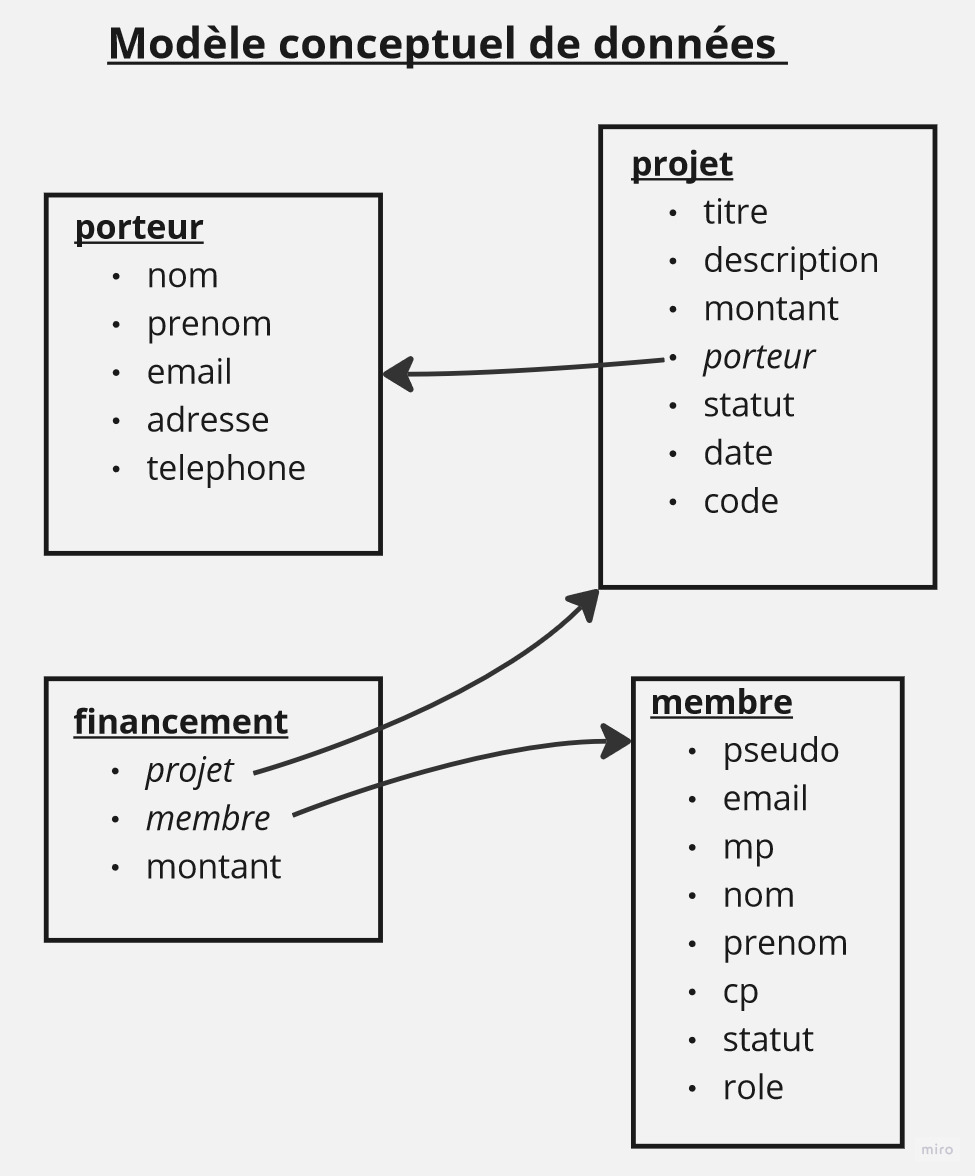 Modèle conceptuel de données
porteur
• nom
• prenom
• email
• adresse
• telephone
projet
• titre
• description
• montant
• porteur
• statut
• date
• code
financement
• projet
• membre
• montant
membre
• pseudo
• email
• mp
• nom
• prenom
• cp
• statut
• role
miro